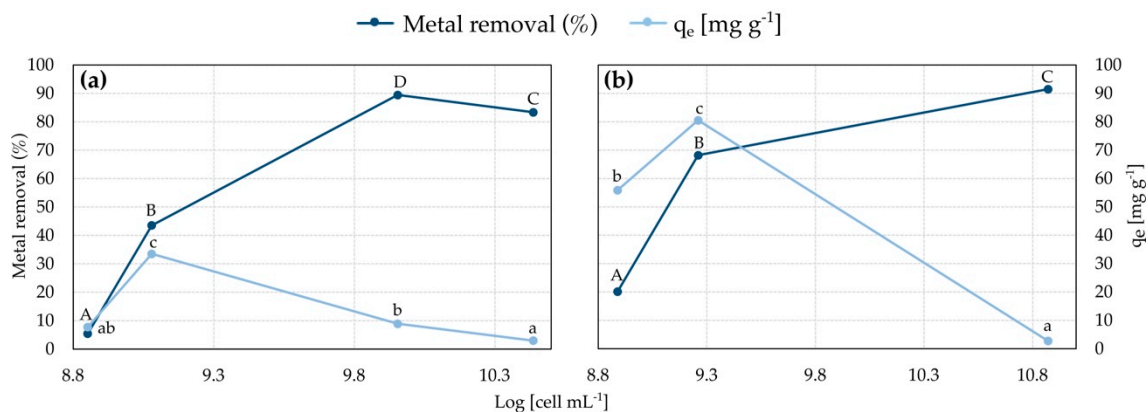 Metal removal (%) qe [mg g-1]
(a)
Metal removal (%)
100
90
80
70
60
50
40
30
20
10
0
A
ab
B
c
D
b
C
a
8.8 9.3 9.8 10.3
(b)
b
A
c
B
C
a
8.8 9.3 9.8 10.3 10.8
100
90
80
70
60
50
40
30
20
10
0
qe [mg g-1]
Log [cell mL-1]